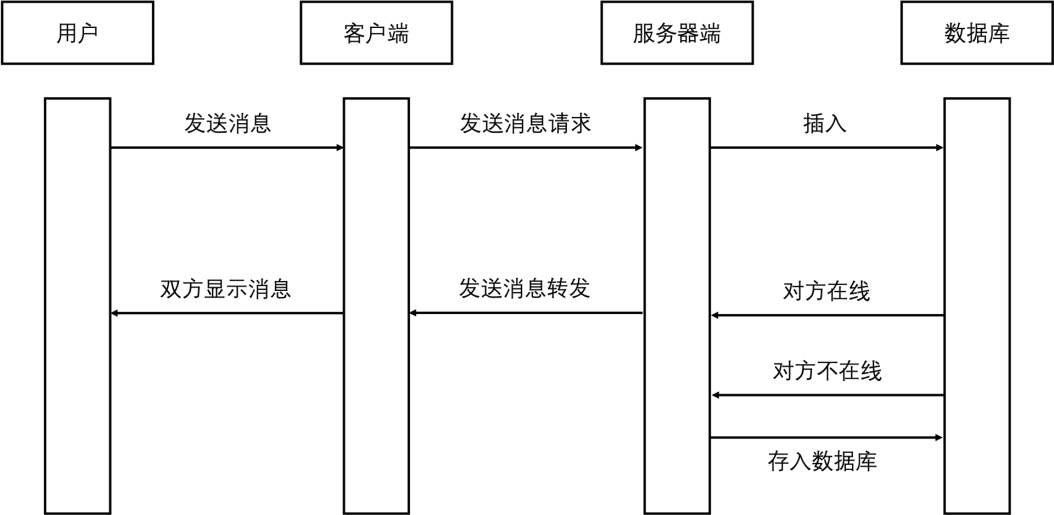 用户
客户端
服务器端
数据库
发送消息
发送消息请求
插入
双方显示消息
发送消息转发
对方在线
对方不在线
存入数据库